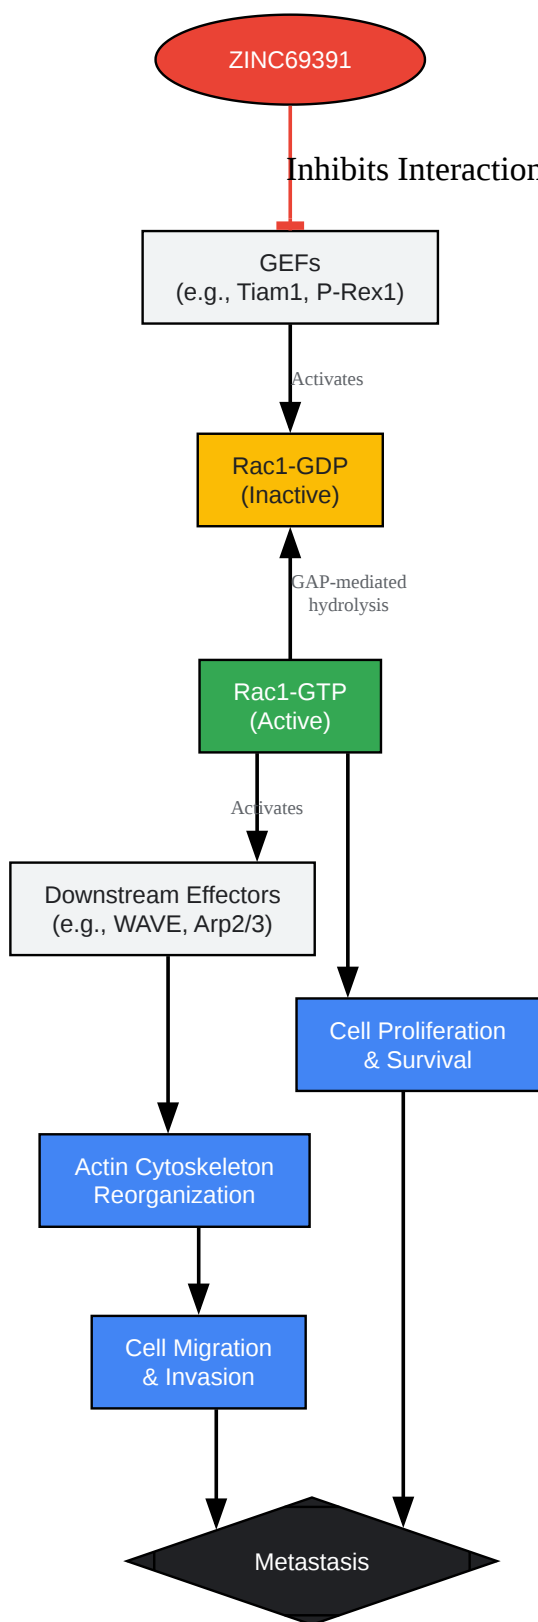 ZINC69391
Inhibits Interaction
GEFs
(e.g., Tiam1, P-Rex1)
Activates
Rac1-GDP
(Inactive)
GAP-mediated
hydrolysis
Rac1-GTP
(Active)
Activates
Downstream Effectors
(e.g., WAVE, Arp2/3)
Cell Proliferation
& Survival
Actin Cytoskeleton
Reorganization
Cell Migration
& Invasion
Metastasis